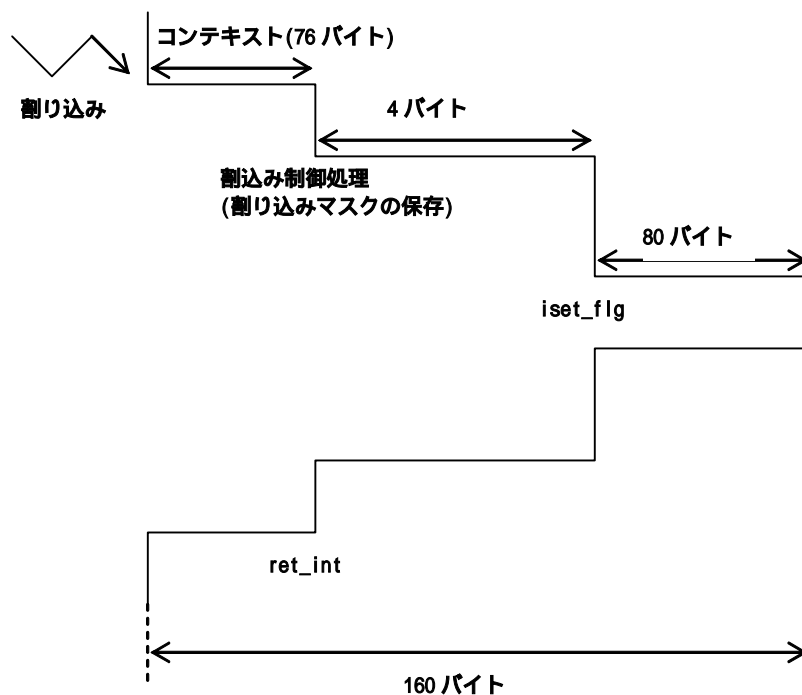 コンテキスト(76 バイト)
割り込み
4 バイト
割込み制御処理
(割り込みマスクの保存)
80 バイト
iset_flg
ret_int
160 バイト